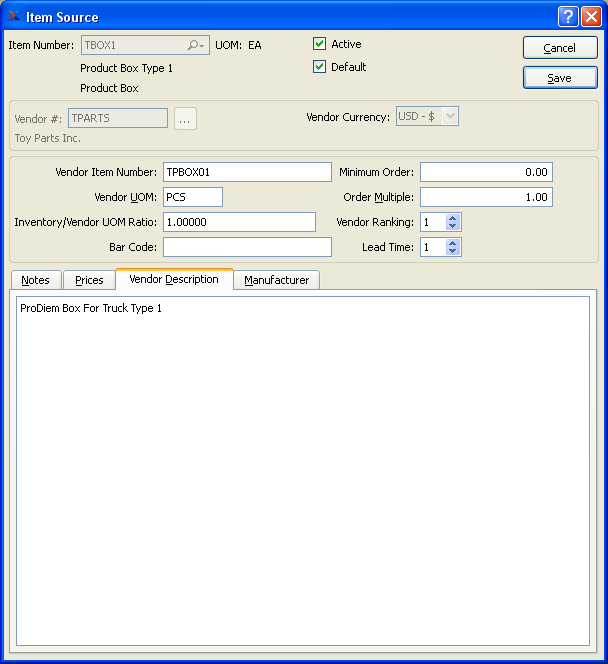 Item Source
Item Number: TBOX1 UOM: EA Active Cancel
Product Box Type 1 Default
Product Box Save
Vendor #: TPARTS ... Vendor Currency: USD - $
Toy Parts Inc.
Vendor Item Number: TPBOX01 Minimum Order: 0.00
Vendor UOM: PCS Order Multiple: 1.00
Inventory/Vendor UOM Ratio: 1.00000 Vendor Ranking: 1
Bar Code: Lead Time: 1
Notes Prices Vendor Description Manufacturer
ProDiem Box For Truck Type 1